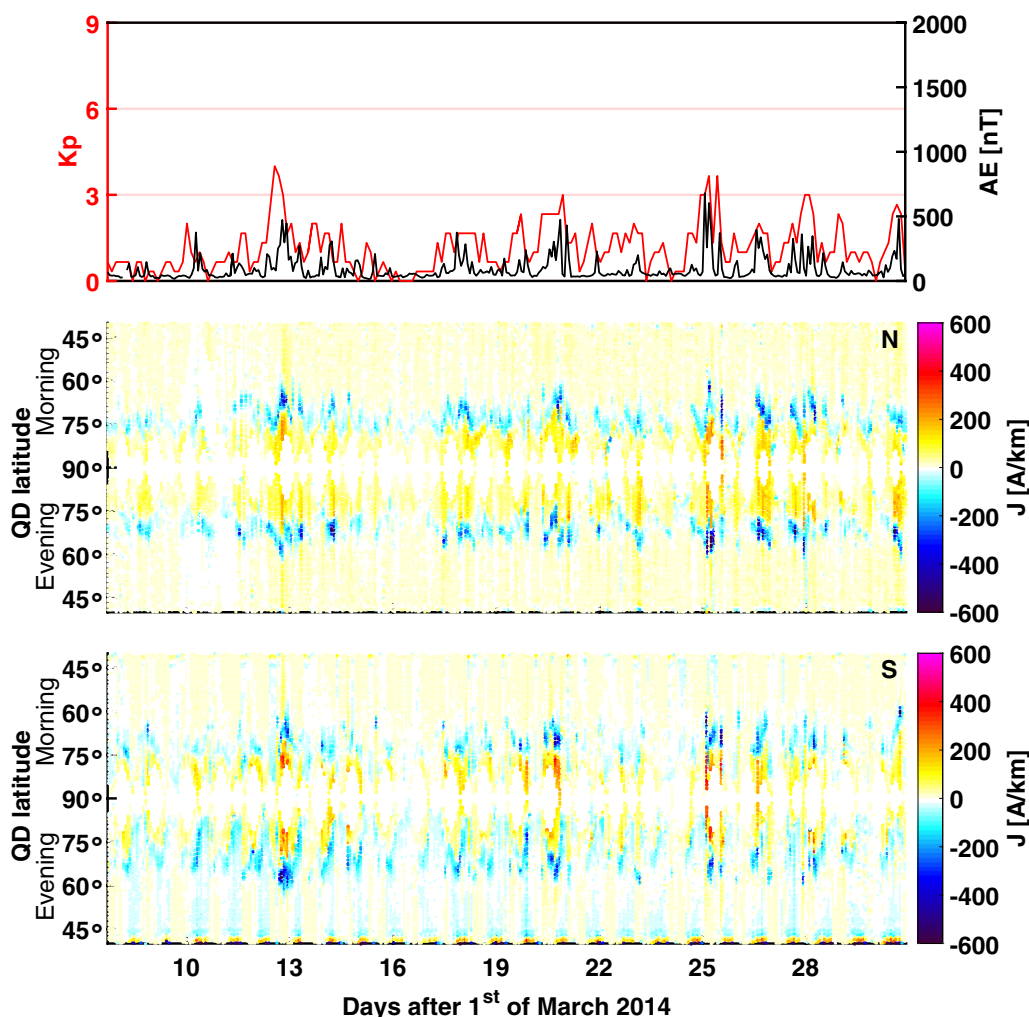 9
6
3
0
Kp
2000
1500
1000
500
0
AE [nT]
N
45°
60°
75°
90°
75°
60°
45°
Morning
Evening
QD latitude
600
400
200
0
-200
-400
-600
J [A/km]
S
45°
60°
75°
90°
75°
60°
45°
Morning
Evening
QD latitude
600
400
200
0
-200
-400
-600
J [A/km]
10 13 16 19 22 25 28
Days after 1st of March 2014